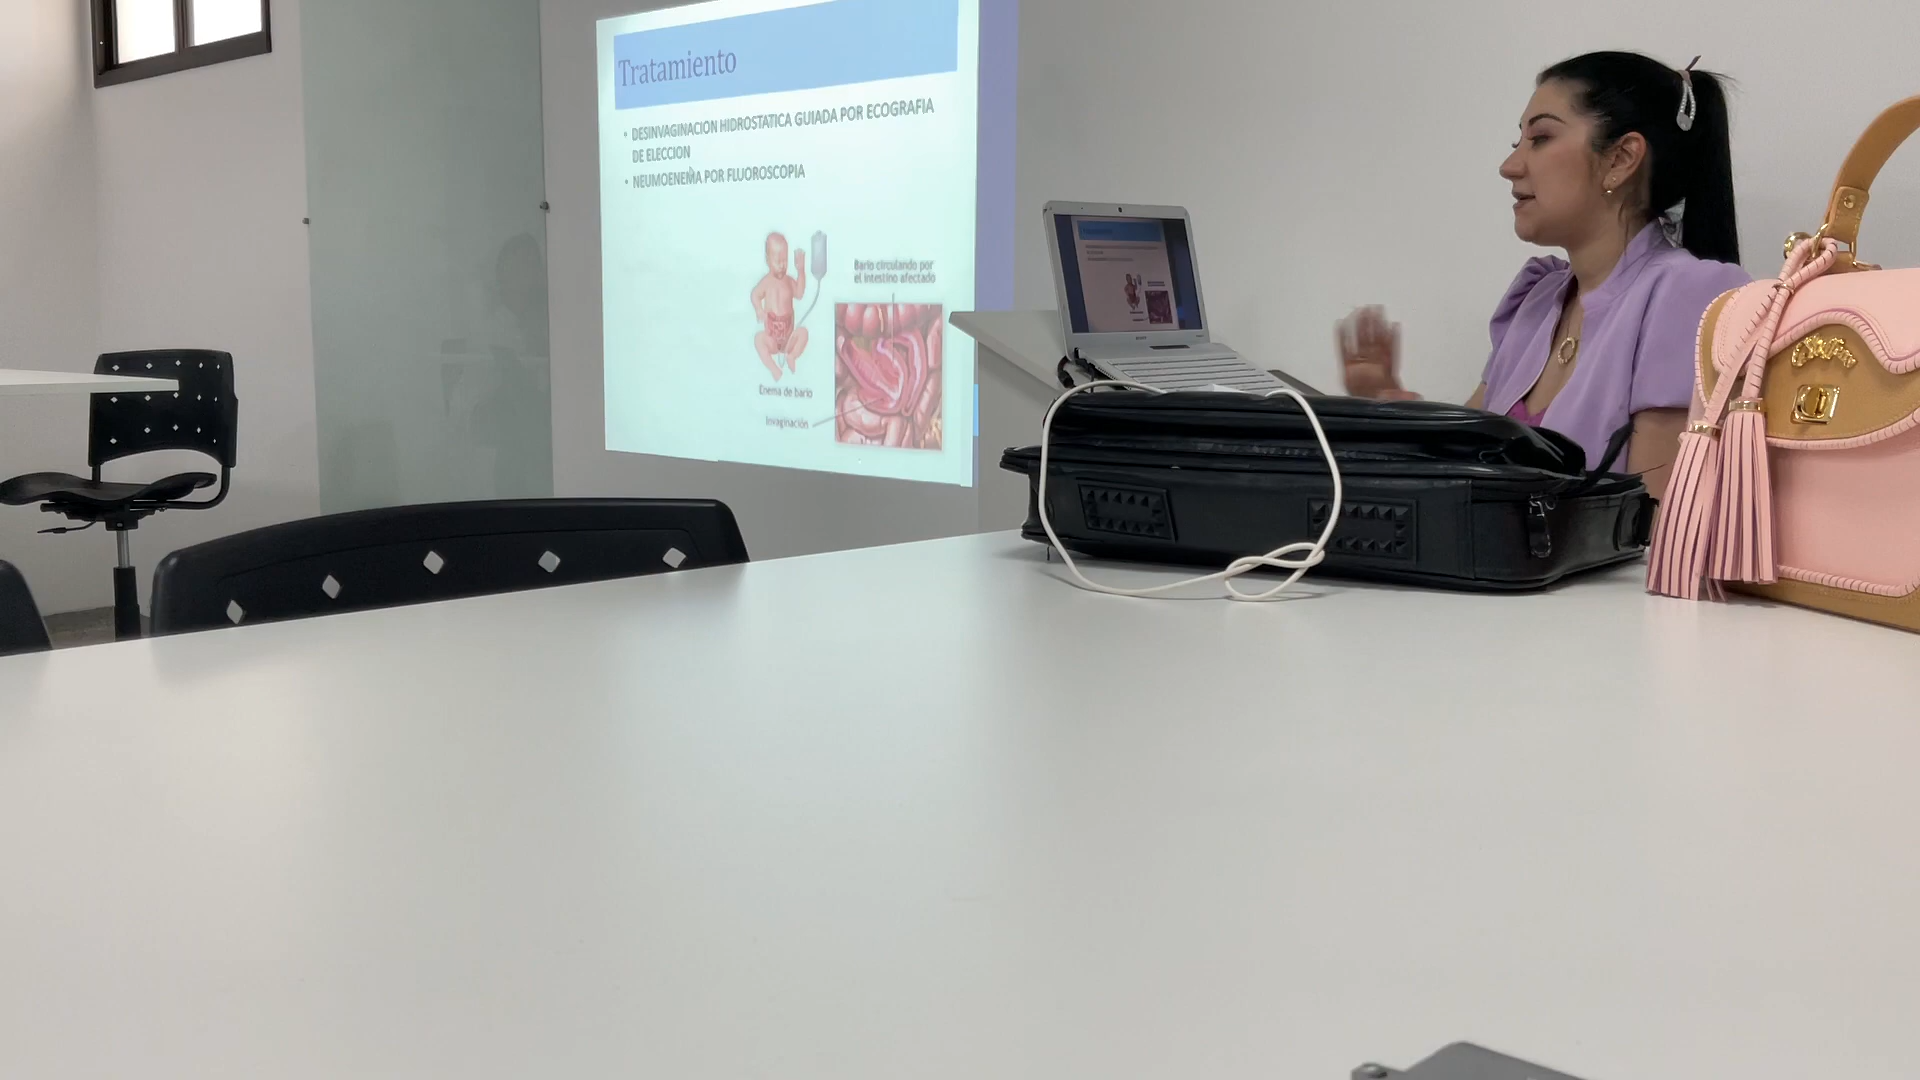 Tratamiento
• DESINVAGINACION HIDROSTATICA GUIADA POR ECOGRAFIA
DE ELECCION
• NEUMOENEMA POR FLUOROSCOPIA
Bario circulando por
el intestino afectado
Enema de bario
Invaginación